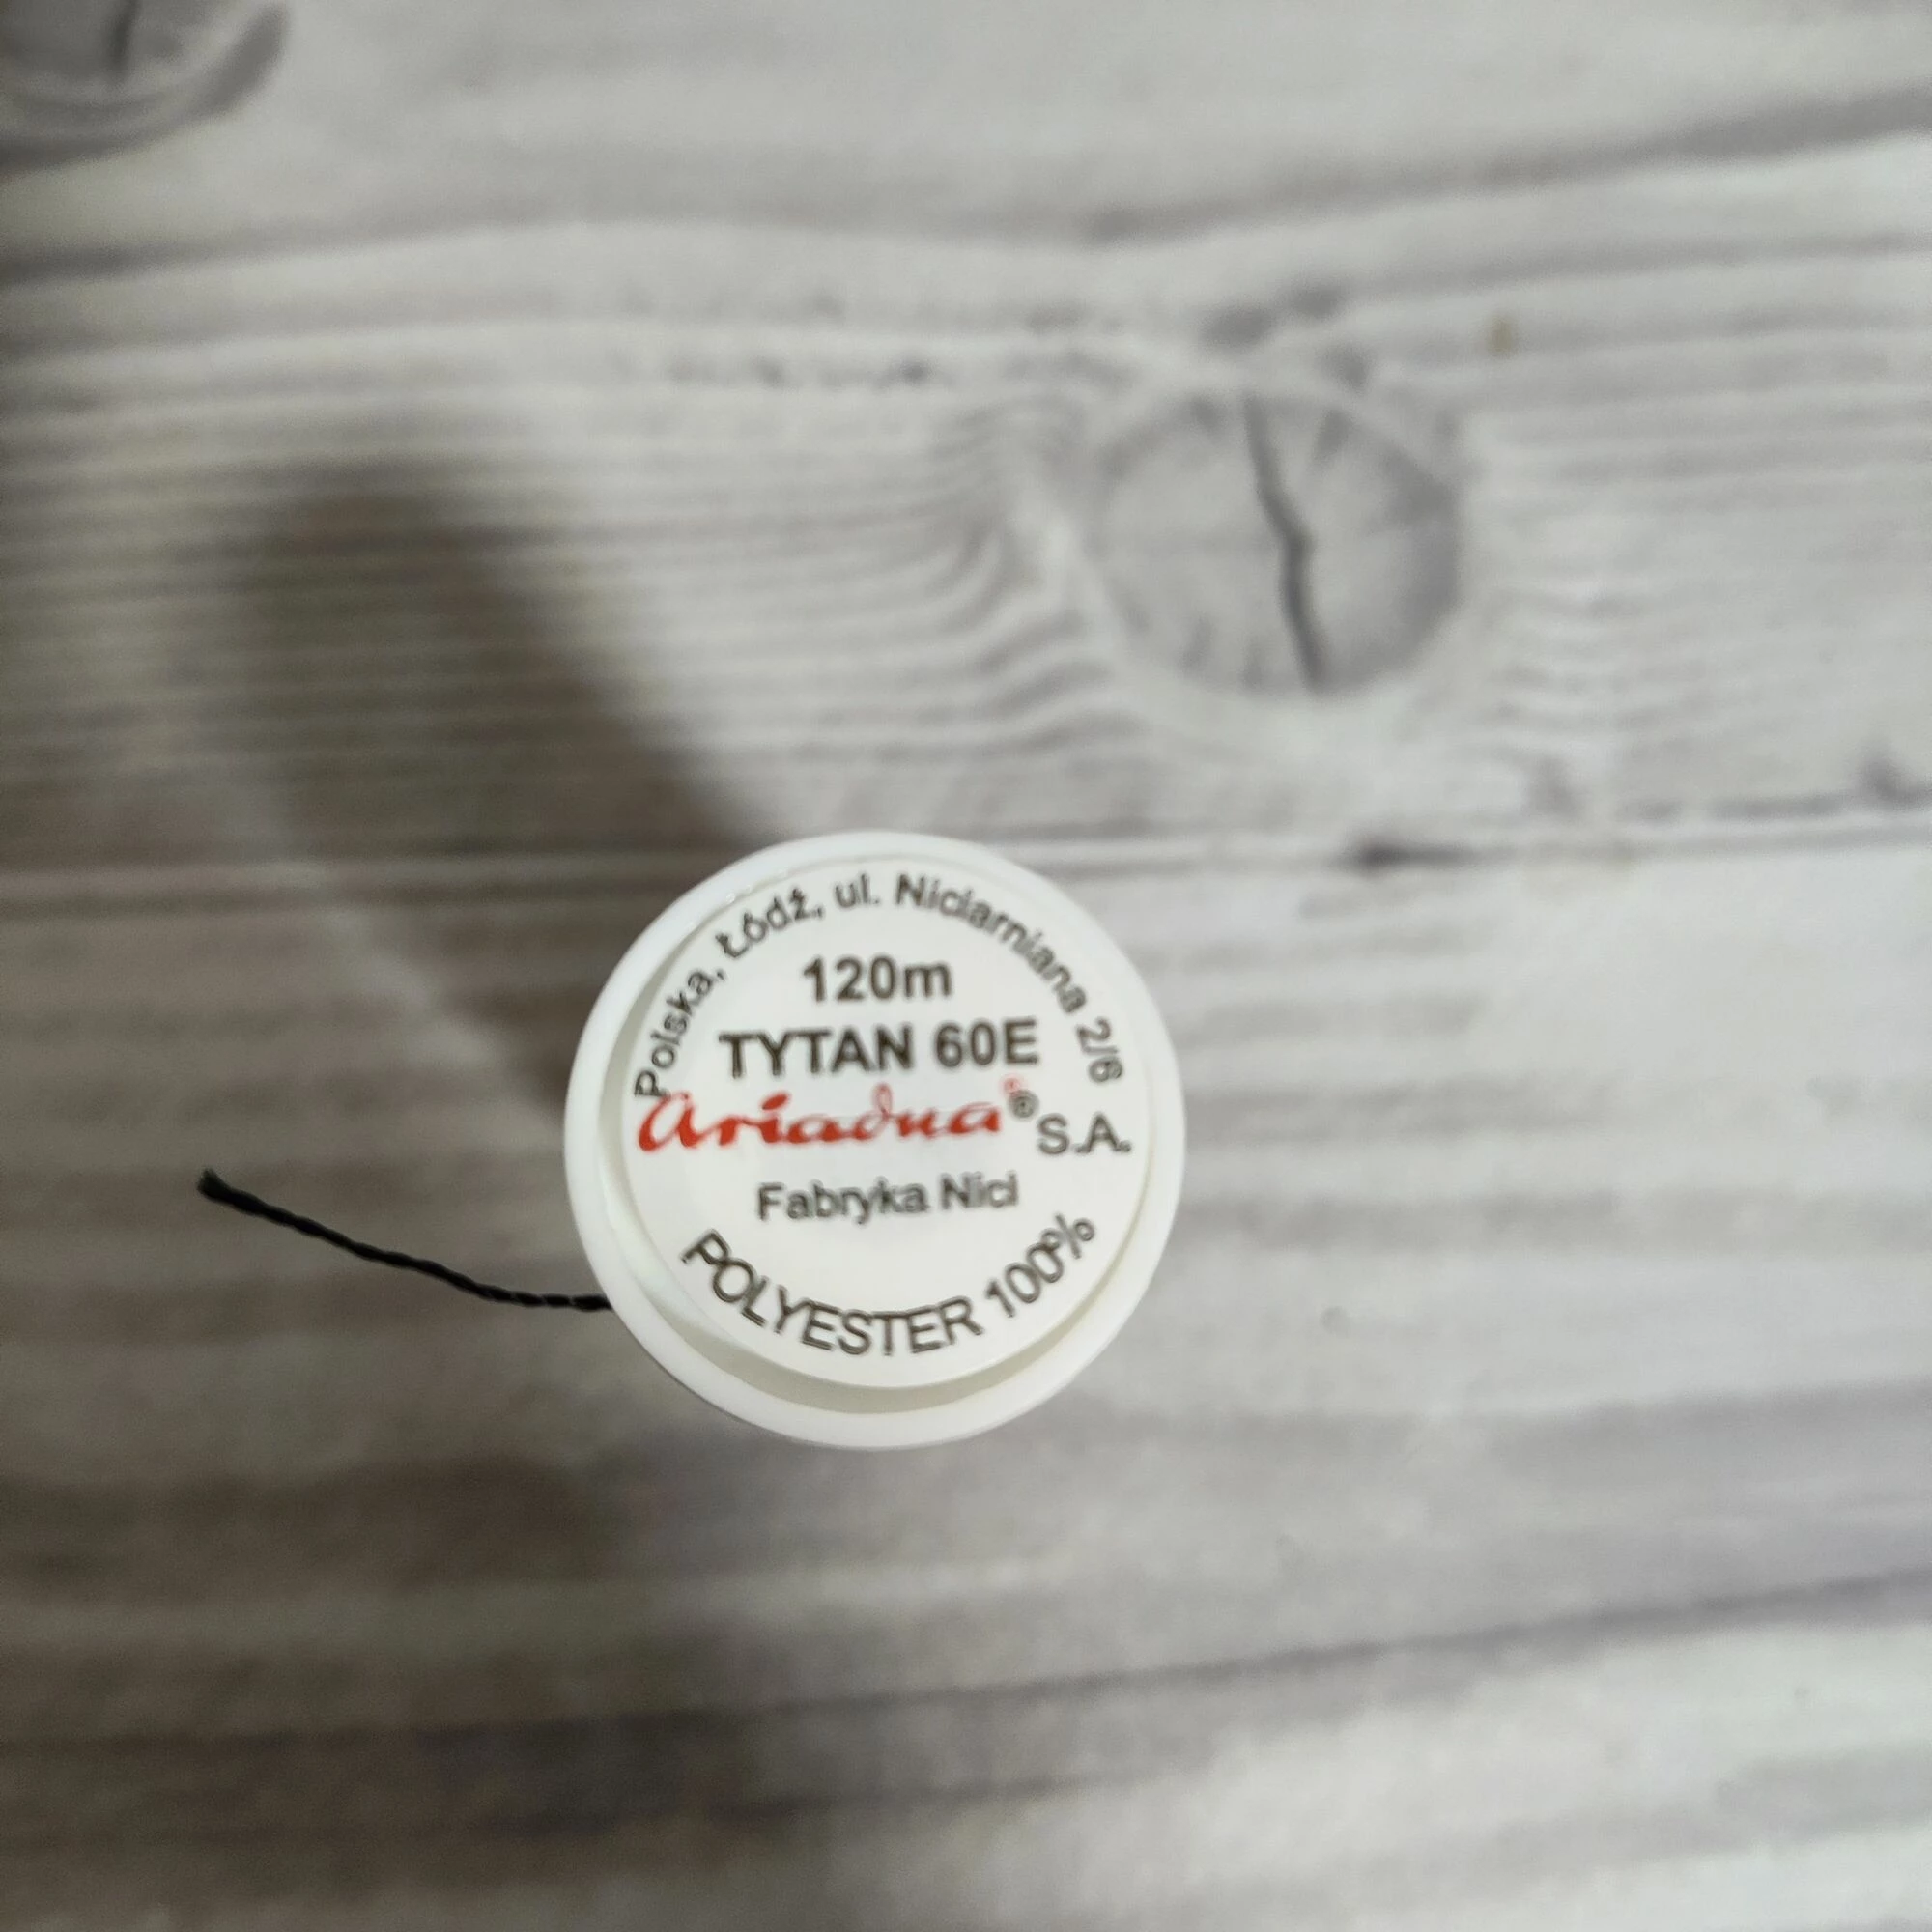 Polska, Łódź, ul. Niciarniana 2/6
120m
TYTAN 60E
ariadna® S.A.
Fabryka Nici
POLYESTER 100%